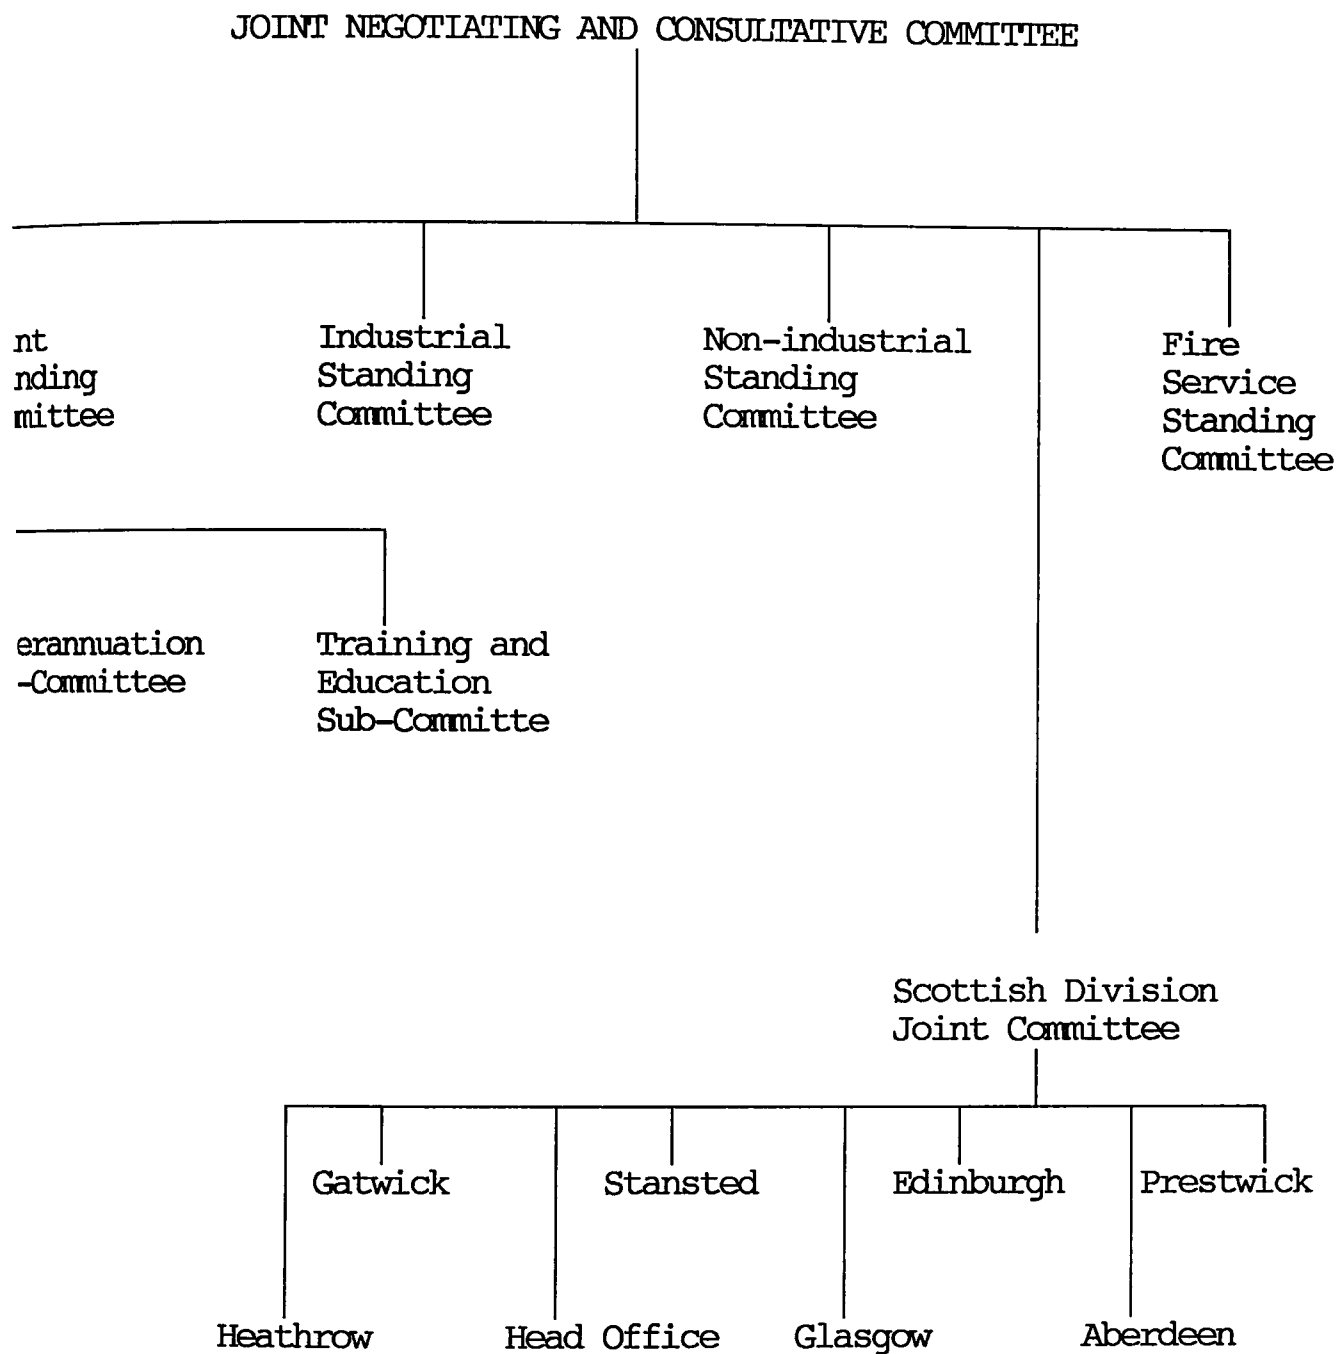 JOINT NEGOTIATING AND CONSULTATIVE COMMITTEE
nt
nding
mittee
Industrial
Standing
Committee
Non-industrial
Standing
Committee
Fire
Service
Standing
Committee
erannuation
-Committee
Training and
Education
Sub-Committe
Scottish Division
Joint Committee
Gatwick
Stansted
Edinburgh
Prestwick
Heathrow
Head Office
Glasgow
Aberdeen